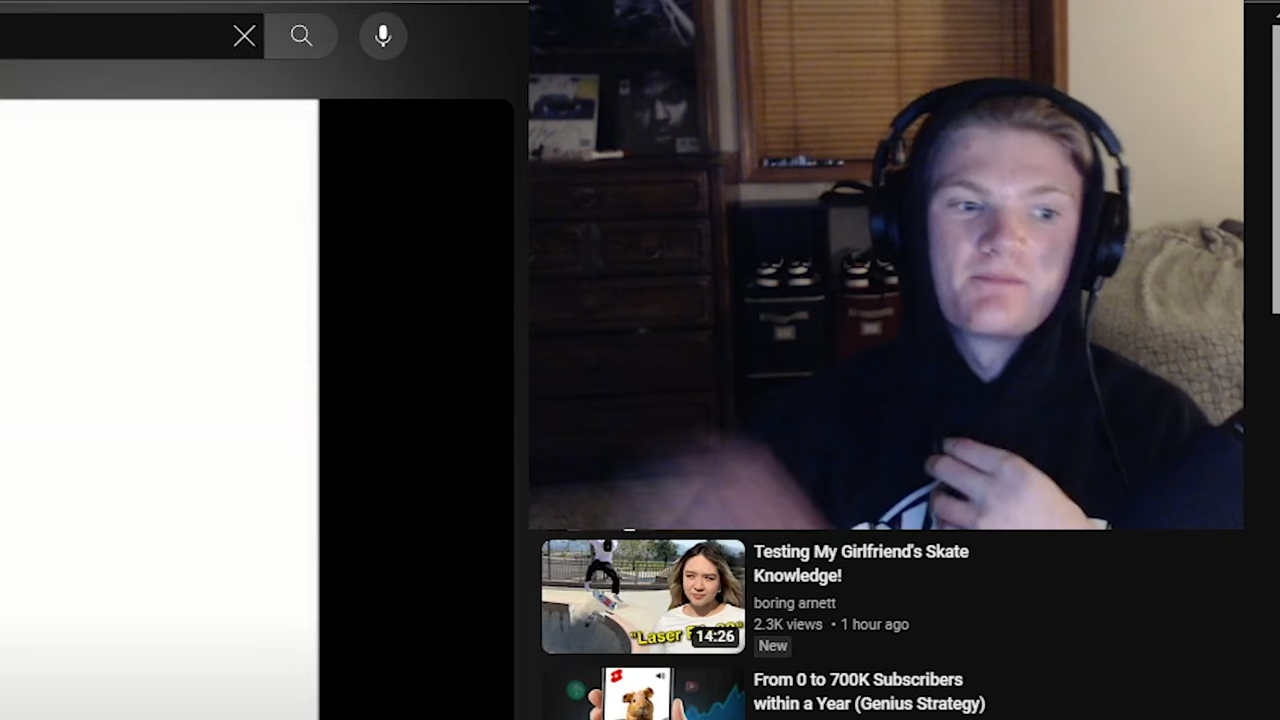 Testing My Girlfriend's Skate
Knowledge!
boring arnett
2.3K views • 1 hour ago
New
"Laser
14:26
From 0 to 700K Subscribers
within a Year (Genius Strategy)